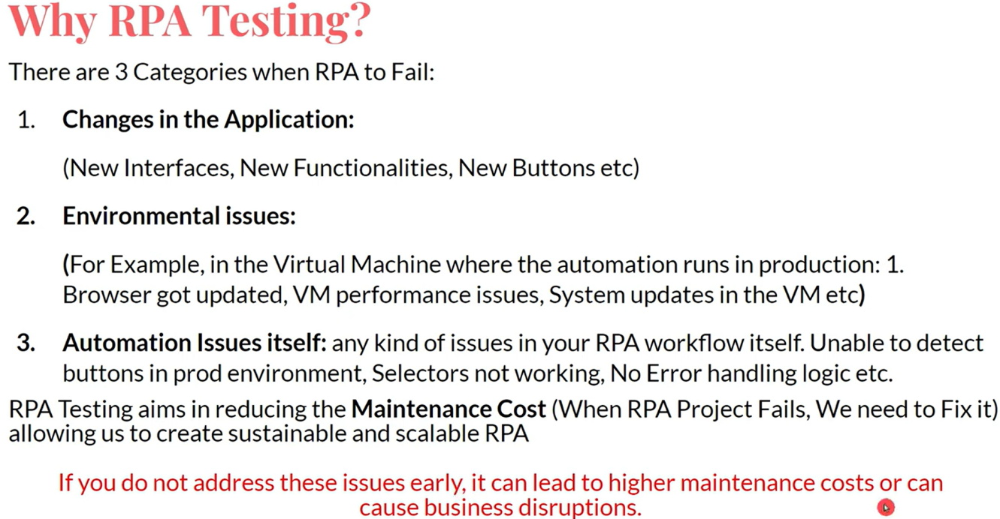 Why RPA Testing?
There are 3 Categories when RPA to Fail:
1. Changes in the Application:
(New Interfaces, New Functionalities, New Buttons etc)
2. Environmental issues:
(For Example, in the Virtual Machine where the automation runs in production: 1.
Browser got updated, VM performance issues, System updates in the VM etc)
3. Automation Issues itself: any kind of issues in your RPA workflow itself. Unable to detect
buttons in prod environment, Selectors not working, No Error handling logic etc.
RPA Testing aims in reducing the Maintenance Cost (When RPA Project Fails, We need to Fix it)
allowing us to create sustainable and scalable RPA
If you do not address these issues early, it can lead to higher maintenance costs or can
cause business disruptions.